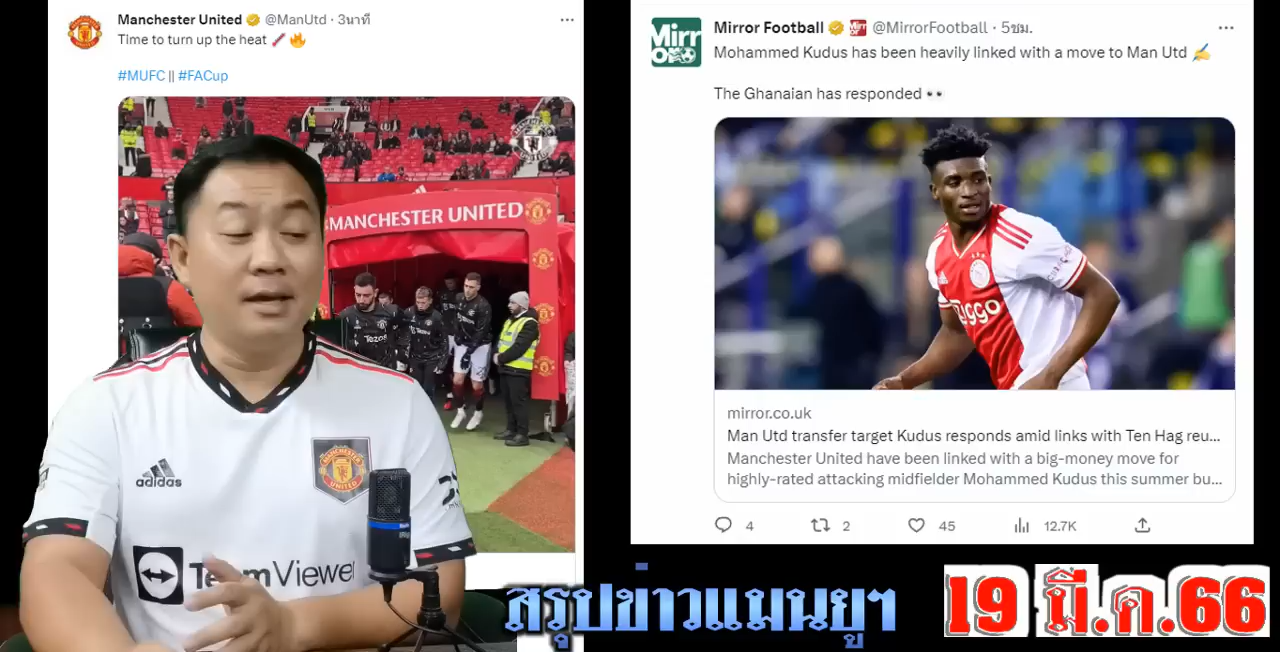 Manchester United @ManUtd · 3นาที
Time to turn up the heat
#MUFC || #FACup
MANCHESTER UNITED
Tezos
adidas
TeamViewer
Mirror Football @MirrorFootball · 5ชม.
Mohammed Kudus has been heavily linked with a move to Man Utd
The Ghanaian has responded
Ziggo
mirror.co.uk
Man Utd transfer target Kudus responds amid links with Ten Hag reu...
Manchester United have been linked with a big-money move for
highly-rated attacking midfielder Mohammed Kudus this summer bu...
4 2 45 12.7K
สรุปข่าวแมนยูฯ
19 มี.ค.66